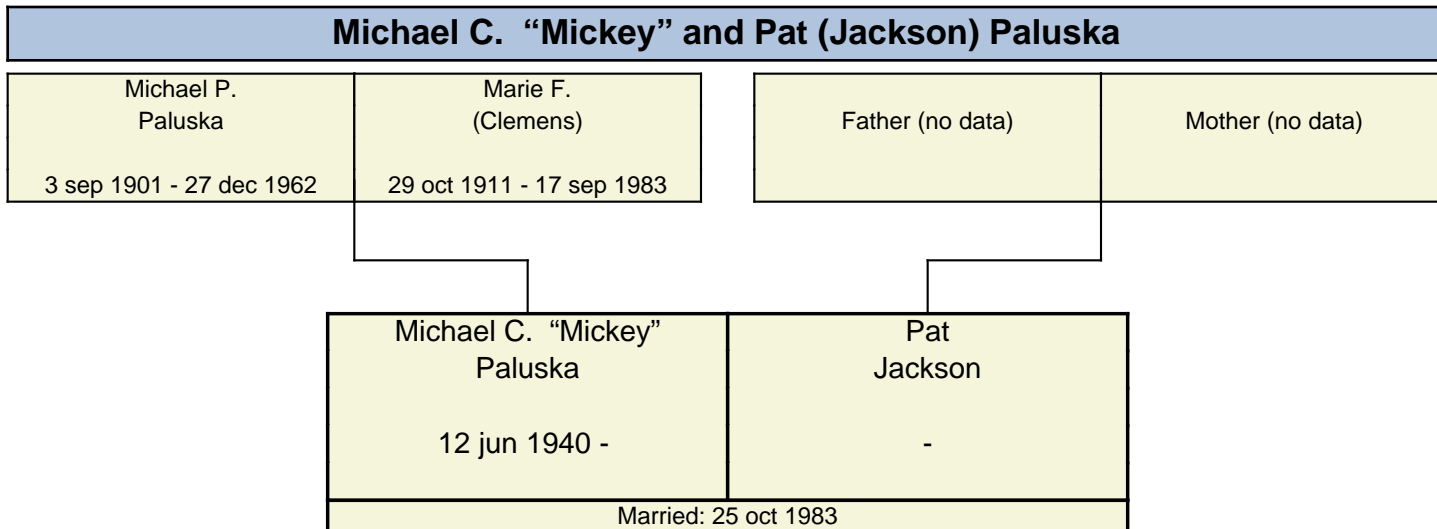 Michael C.  “Mickey” and Pat (Jackson) Paluska
Michael P.
Paluska
3 sep 1901 - 27 dec 1962
Marie F.
(Clemens)
29 oct 1911 - 17 sep 1983
Father (no data)
Mother (no data)
Michael C.  “Mickey”
Paluska
12 jun 1940 -
Pat
Jackson
-
Married: 25 oct 1983